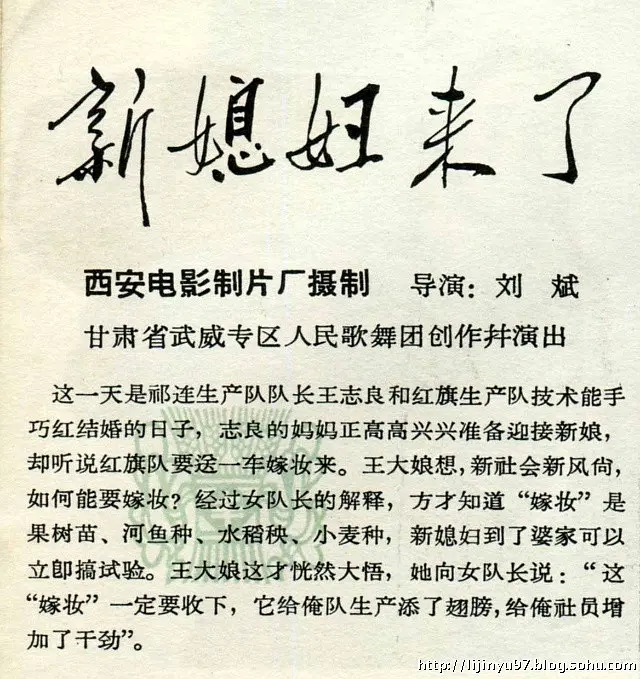 新媳妇来了
西安电影制片厂摄制 导演：刘 斌
甘肃省武威专区人民歌舞团创作并演出
这一天是祁连生产队队长王志良和红旗生产队技术能手
巧红结婚的日子，志良的妈妈正高高兴兴准备迎接新娘，
却听说红旗队要送一车嫁妆来。王大娘想，新社会新风尚，
如何能要嫁妆？经过女队长的解释，方才知道“嫁妆”是
果树苗、河鱼种、水稻秧、小麦种，新媳妇到了婆家可以
立即搞试验。王大娘这才恍然大悟，她向女队长说：“这
“嫁妆”一定要收下，它给俺队生产添了翅膀，给俺社员增
加了干劲”。
http://lijinyu97.blog.sohu.com